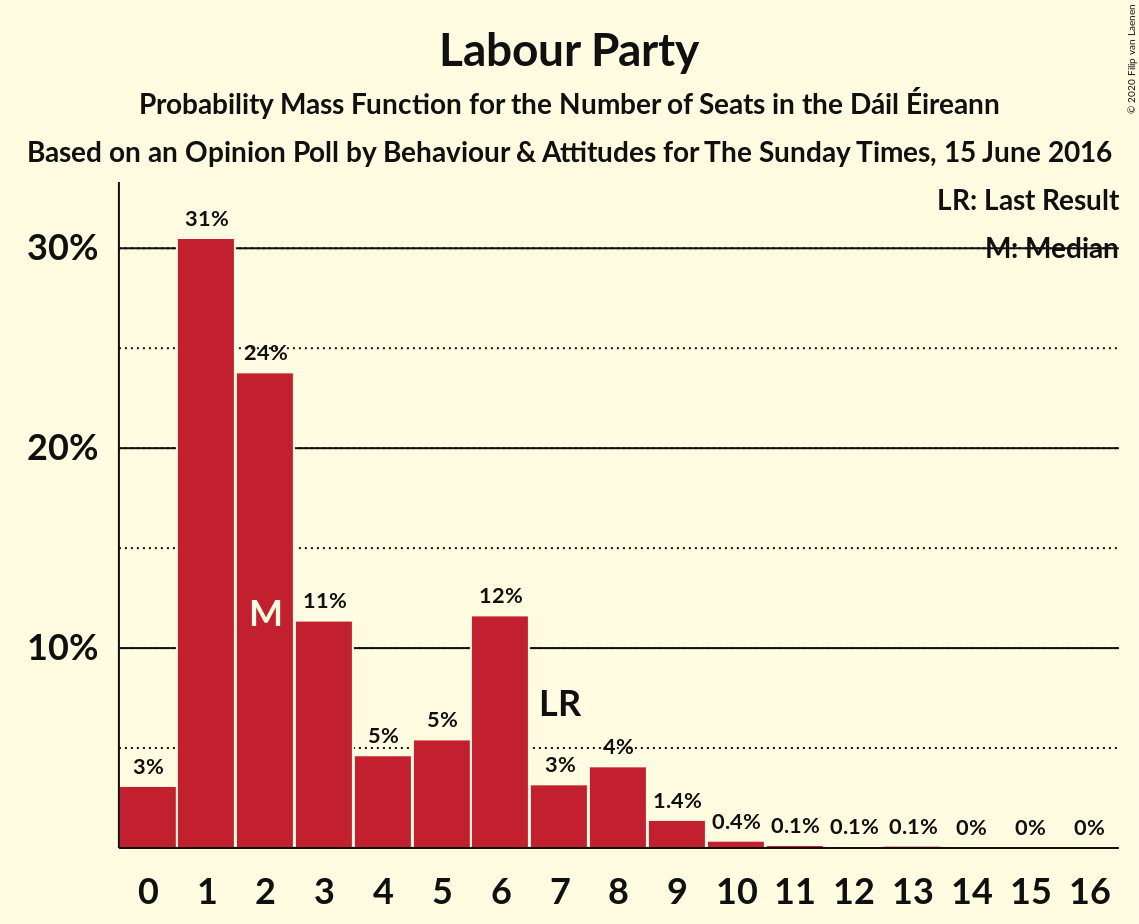 Labour Party
Probability Mass Function for the Number of Seats in the Dáil Éireann
Based on an Opinion Poll by Behaviour & Attitudes for The Sunday Times, 15 June 2016
© 2020 Filip van Laenen
LR: Last Result
M: Median
30%
20%
10%
3%
31%
24%
11%
5%
5%
12%
3%
4%
1.4%
0.4%
0.1%
0.1%
0.1%
0%
0%
0%
M
LR
0 1 2 3 4 5 6 7 8 9 10 11 12 13 14 15 16